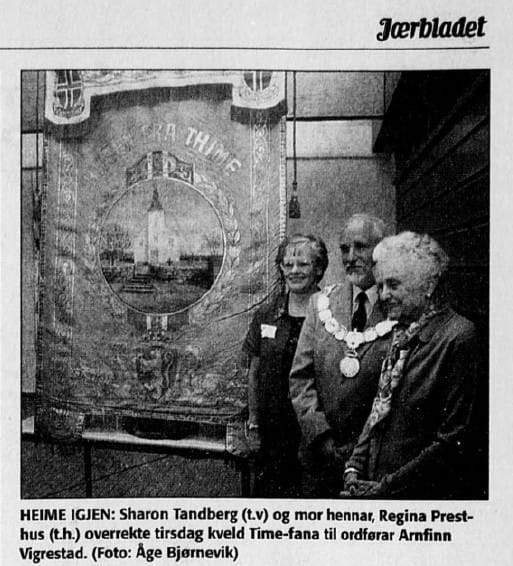 Jærbladet
FRA THIME
HEIME IGJEN: Sharon Tandberg (t.v) og mor hennar, Regina Prest-
hus (t.h.) overrekte tirsdag kveld Time-fana til ordførar Arnfinn
Vigrestad. (Foto: Åge Bjørnevik)